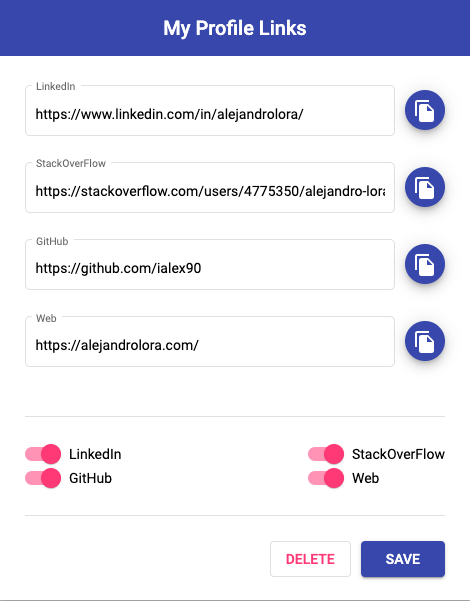 My Profile Links
LinkedIn
https://www.linkedin.com/in/alejandrolora/
StackOverFlow
https://stackoverflow.com/users/4775350/alejandro-lora
GitHub
https://github.com/ialex90
Web
https://alejandrolora.com/
LinkedIn StackOverFlow
GitHub Web
DELETE SAVE